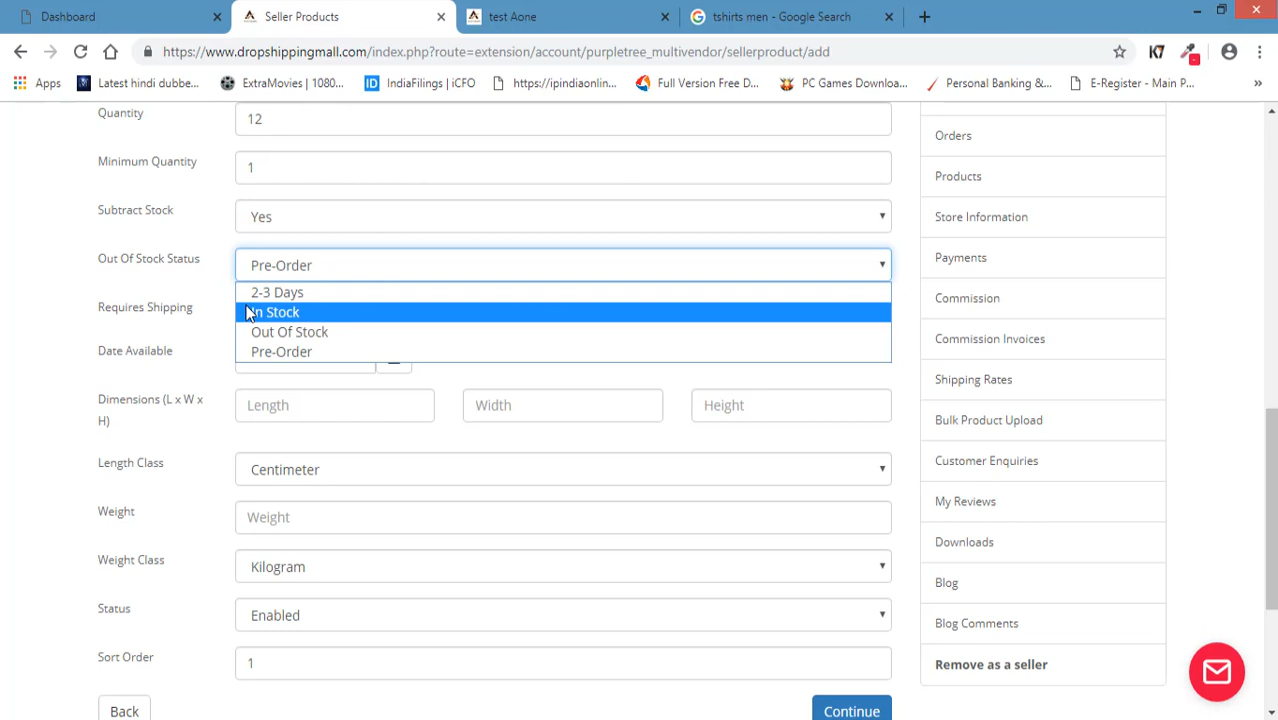 Dashboard
Seller Products
test Aone
tshirts men - Google Search
https://www.dropshippingmall.com/index.php?route=extension/account/purpletree_multivendor/sellerproduct/add
K7
Apps
Latest hindi dubbe...
ExtraMovies | 1080...
ID IndiaFilings | iCFO
https://ipindiaonlin...
Full Version Free D...
PC Games Downloa...
Personal Banking &...
E-Register - Main P...
»
Quantity
12
Minimum Quantity
1
Subtract Stock
Yes
Out Of Stock Status
Pre-Order
2-3 Days
In Stock
Out Of Stock
Pre-Order
Requires Shipping
Date Available
Dimensions (L x W x
H)
Length
Width
Height
Length Class
Centimeter
Weight
Weight
Weight Class
Kilogram
Status
Enabled
Sort Order
1
Back
Continue
Orders
Products
Store Information
Payments
Commission
Commission Invoices
Shipping Rates
Bulk Product Upload
Customer Enquiries
My Reviews
Downloads
Blog
Blog Comments
Remove as a seller